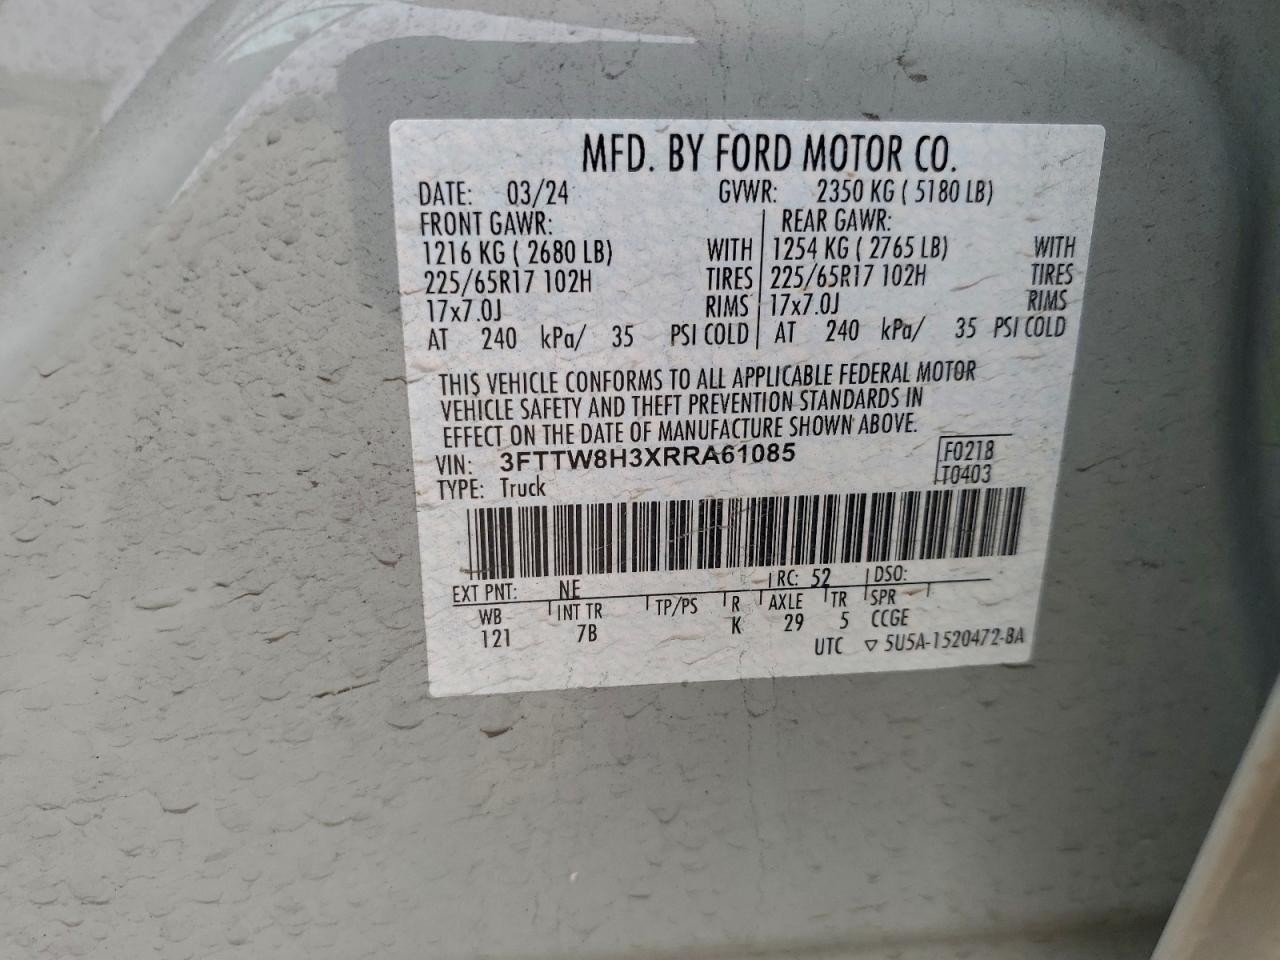 MFD. BY FORD MOTOR CO.
DATE: 03/24 GVWR: 2350 KG ( 5180 LB)
FRONT GAWR: REAR GAWR:
1216 KG ( 2680 LB) WITH 1254 KG ( 2765 LB) WITH
225/65R17 102H TIRES 225/65R17 102H TIRES
17x7.0J RIMS 17x7.0J RIMS
AT 240 kPa/ 35 PSI COLD AT 240 kPa/ 35 PSI COLD
THIS VEHICLE CONFORMS TO ALL APPLICABLE FEDERAL MOTOR
VEHICLE SAFETY AND THEFT PREVENTION STANDARDS IN
EFFECT ON THE DATE OF MANUFACTURE SHOWN ABOVE.
VIN: 3FTTW8H3XRRA61085 F0218
TYPE: Truck T0403
EXT PNT: NE RC: 52 DSO:
WB INT TR TP/PS R AXLE TR SPR
121 7B K 29 5 CCGE
UTC ▽ 5U5A-1520472-BA